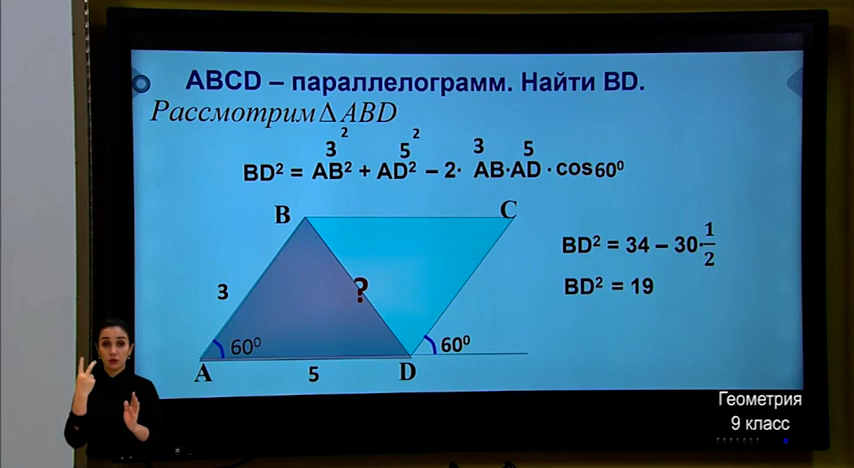 ABCD – параллелограмм. Найти BD.
Рассмотрим Δ ABD
3² 5² 3 5
BD² = AB² + AD² – 2· AB·AD · cos60⁰
B C
BD² = 34 – 30·1/2
BD² = 19
3 ?
60⁰ 60⁰
A 5 D
Геометрия
9 класс